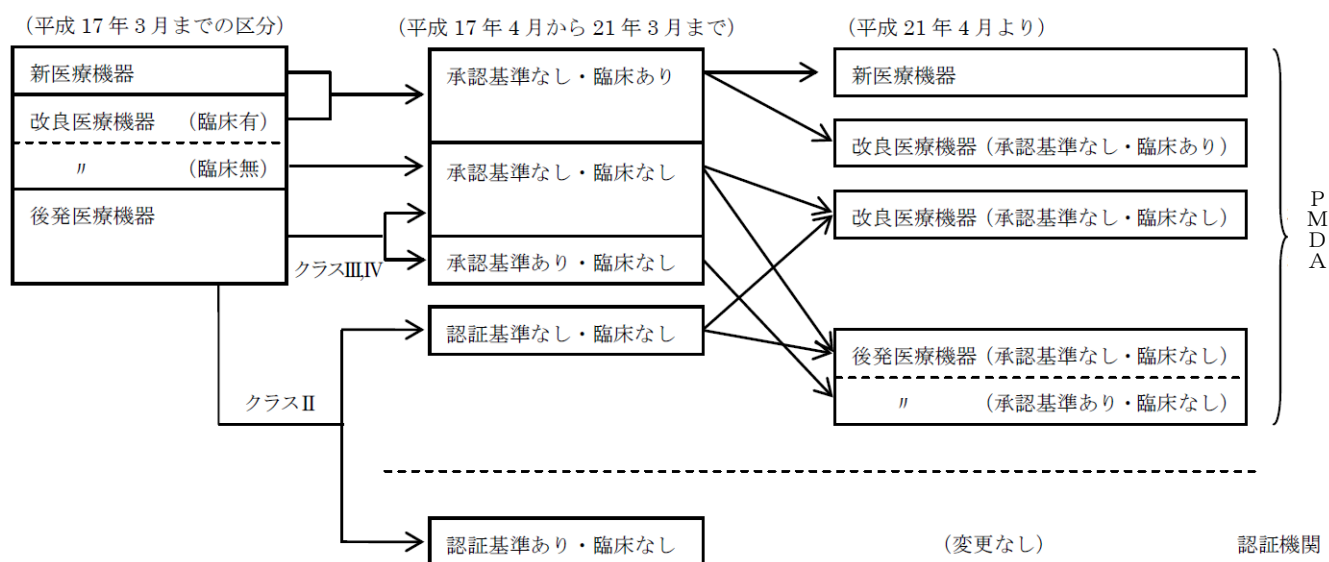 (平成 17 年 3 月までの区分)
(平成 17 年 4 月から 21 年 3 月まで)
(平成 21 年 4 月より)
新医療機器
改良医療機器 (臨床有)
〃 (臨床無)
後発医療機器
クラスⅢ,Ⅳ
クラスⅡ
承認基準なし・臨床あり
承認基準なし・臨床なし
承認基準あり・臨床なし
認証基準なし・臨床なし
認証基準あり・臨床なし
新医療機器
改良医療機器 (承認基準なし・臨床あり)
改良医療機器 (承認基準なし・臨床なし)
後発医療機器 (承認基準なし・臨床なし)
〃 (承認基準あり・臨床なし)
(変更なし)
PMDA
認証機関